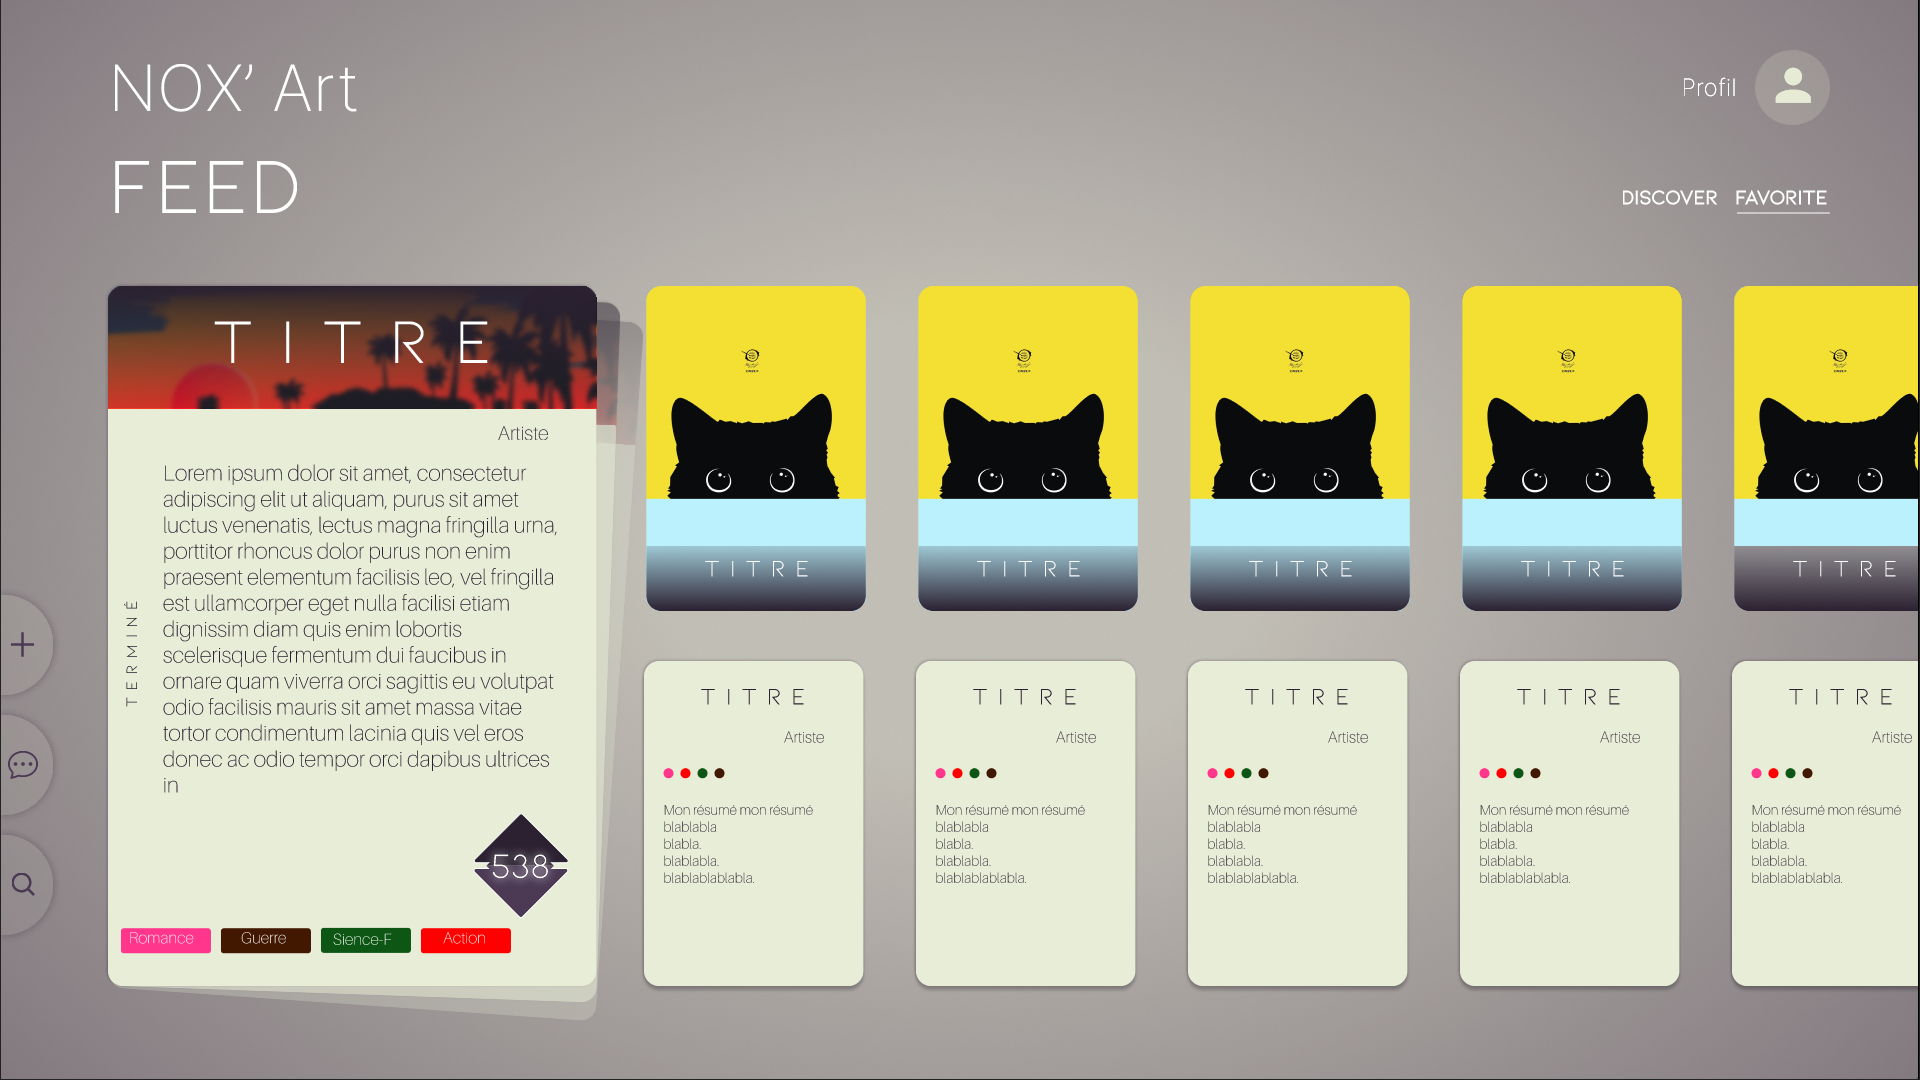 NOX’ Art
Profil
FEED
DISCOVER FAVORITE
TITRE
Artiste
Lorem ipsum dolor sit amet, consectetur
adipiscing elit ut aliquam, purus sit amet
luctus venenatis, lectus magna fringilla urna,
porttitor rhoncus dolor purus non enim
praesent elementum facilisis leo, vel fringilla
est ullamcorper eget nulla facilisi etiam
dignissim diam quis enim lobortis
scelerisque fermentum dui faucibus in
ornare quam viverra orci sagittis eu volutpat
odio facilisis mauris sit amet massa vitae
tortor condimentum lacinia quis vel eros
donec ac odio tempor orci dapibus ultrices
in
TERMINÉ
538
Romance
Guerre
Sience-F
Action
TITRE
TITRE
TITRE
TITRE
TITRE
TITRE
Artiste
Mon résumé mon résumé
blablabla
blabla.
blablabla.
blablablablabla.
TITRE
Artiste
Mon résumé mon résumé
blablabla
blabla.
blablabla.
blablablablabla.
TITRE
Artiste
Mon résumé mon résumé
blablabla
blabla.
blablabla.
blablablablabla.
TITRE
Artiste
Mon résumé mon résumé
blablabla
blabla.
blablabla.
blablablablabla.
TITRE
Artiste
Mon résumé mon résumé
blablabla
blabla.
blablabla.
blablablablabla.